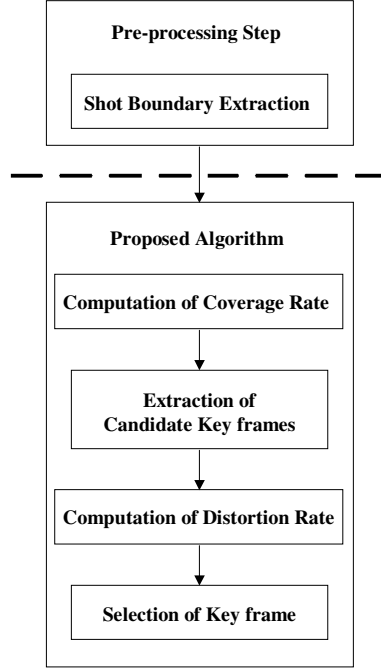 Pre-processing Step
Shot Boundary Extraction
Proposed Algorithm
Computation of Coverage Rate
Extraction of
Candidate Key frames
Computation of Distortion Rate
Selection of Key frame